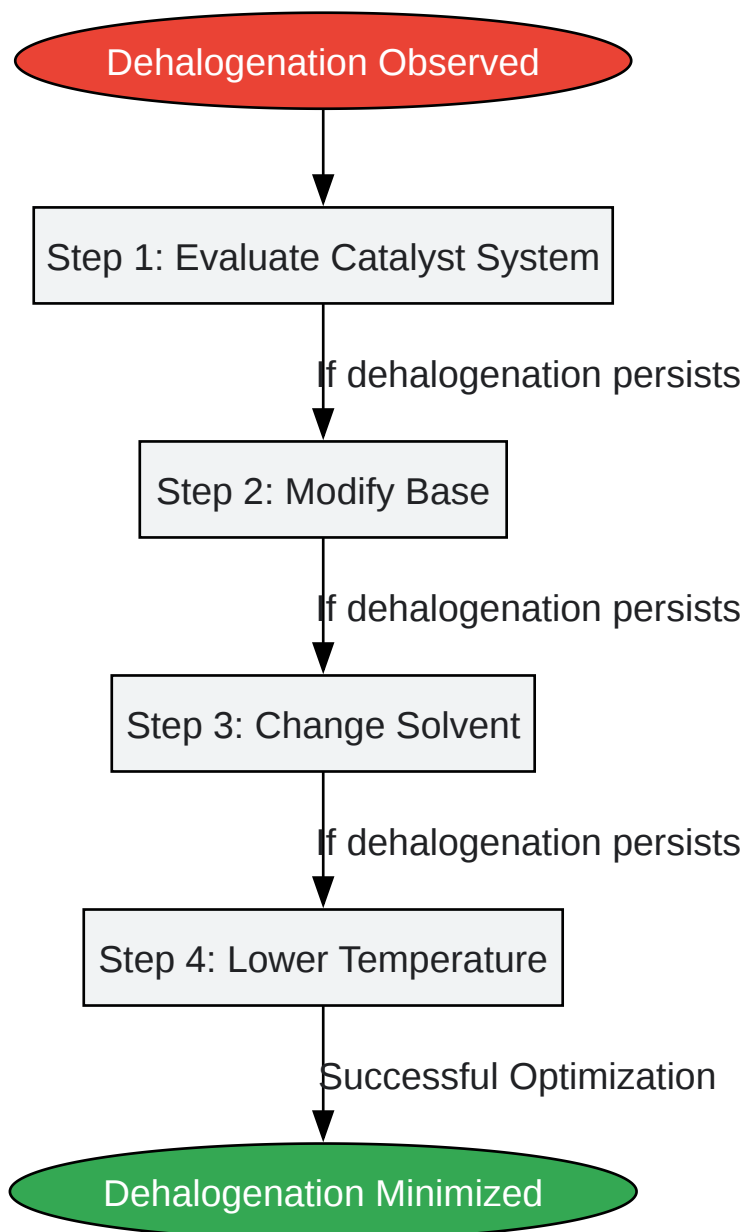 Dehalogenation Observed
Step 1: Evaluate Catalyst System
If dehalogenation persists
Step 2: Modify Base
If dehalogenation persists
Step 3: Change Solvent
If dehalogenation persists
Step 4: Lower Temperature
Successful Optimization
Dehalogenation Minimized